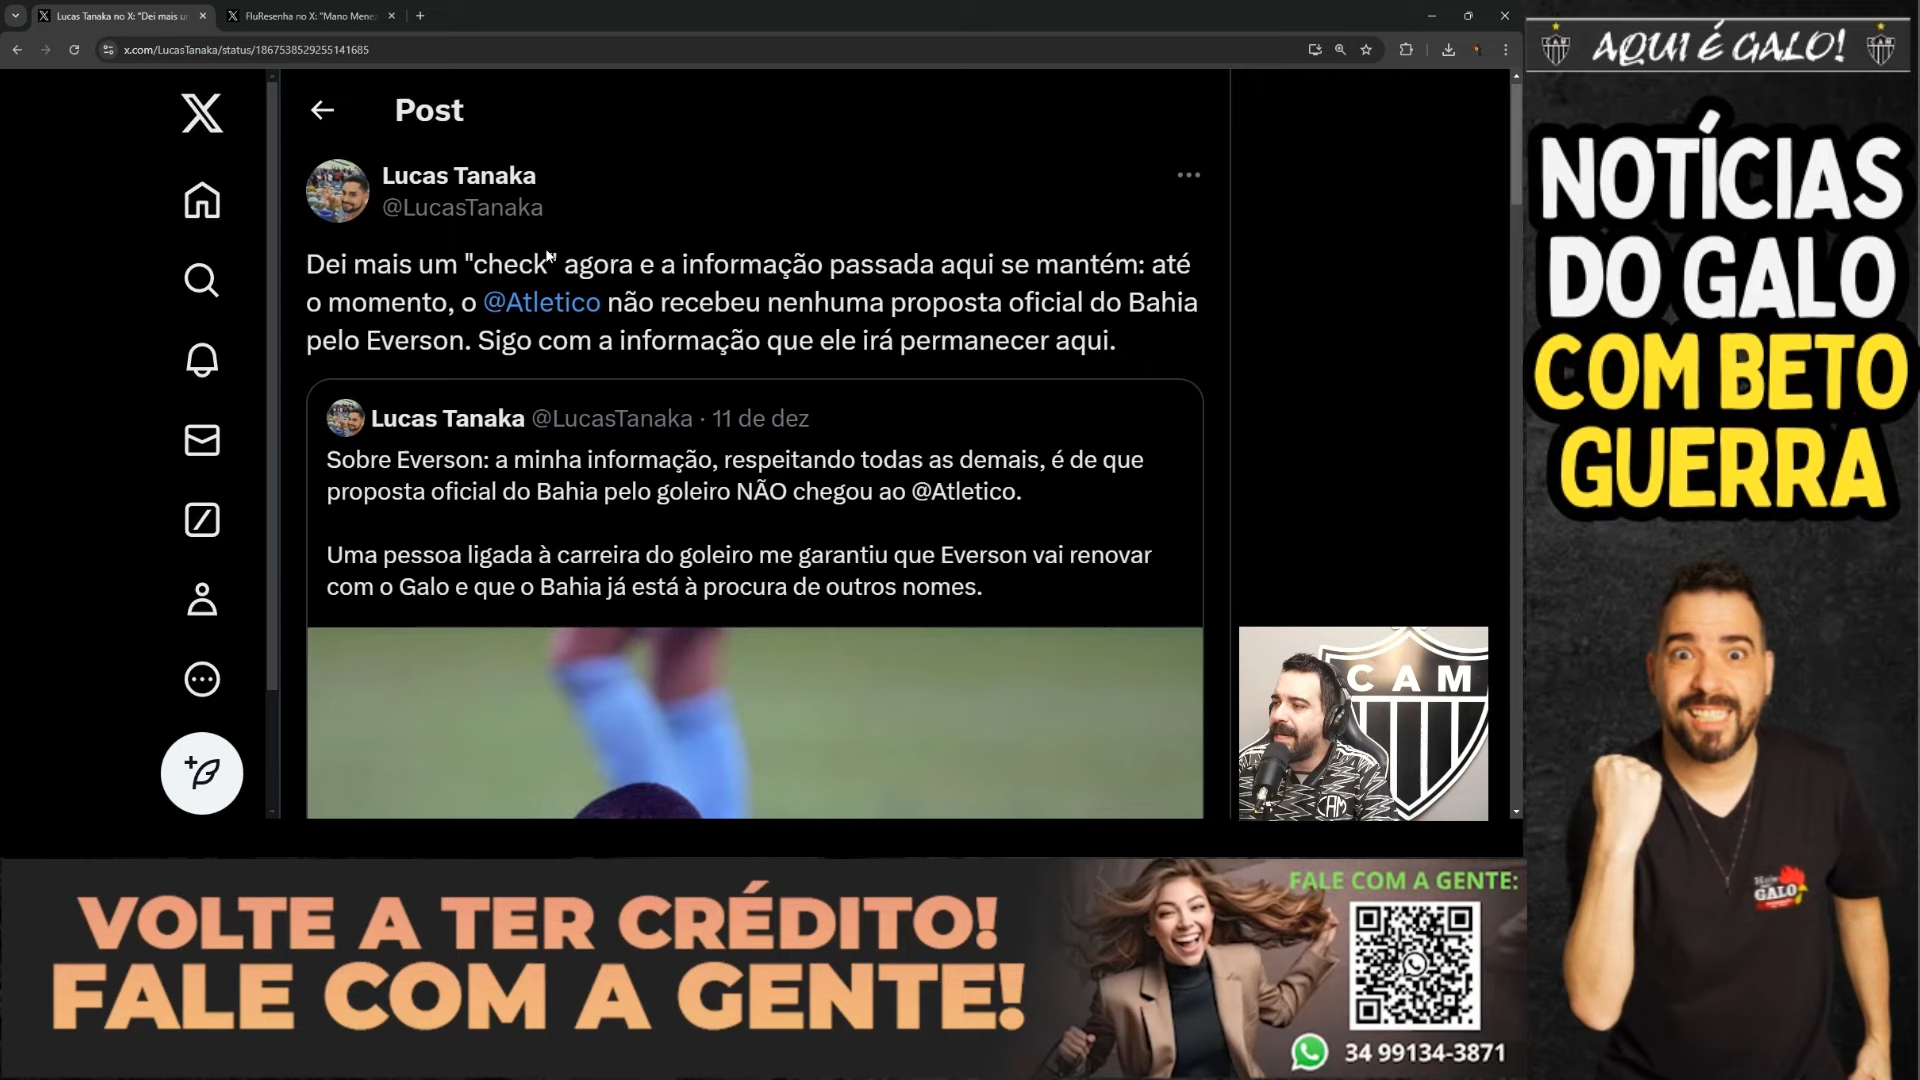 Lucas Tanaka no X: "Dei mais u
FluResenha no X: "Mano Mene
x.com/LucasTanaka/status/1867538529255141685
Post
Lucas Tanaka
@LucasTanaka
Dei mais um "check" agora e a informação passada aqui se mantém: até
o momento, o @Atletico não recebeu nenhuma proposta oficial do Bahia
pelo Everson. Sigo com a informação que ele irá permanecer aqui.
Lucas Tanaka @LucasTanaka · 11 de dez
Sobre Everson: a minha informação, respeitando todas as demais, é de que
proposta oficial do Bahia pelo goleiro NÃO chegou ao @Atletico.
Uma pessoa ligada à carreira do goleiro me garantiu que Everson vai renovar
com o Galo e que o Bahia já está à procura de outros nomes.
CAM
CAM
CAM
AQUI É GALO!
CAM
NOTÍCIAS
DO GALO
COM BETO
GUERRA
GALO
VOLTE A TER CRÉDITO!
FALE COM A GENTE!
FALE COM A GENTE:
34 99134-3871